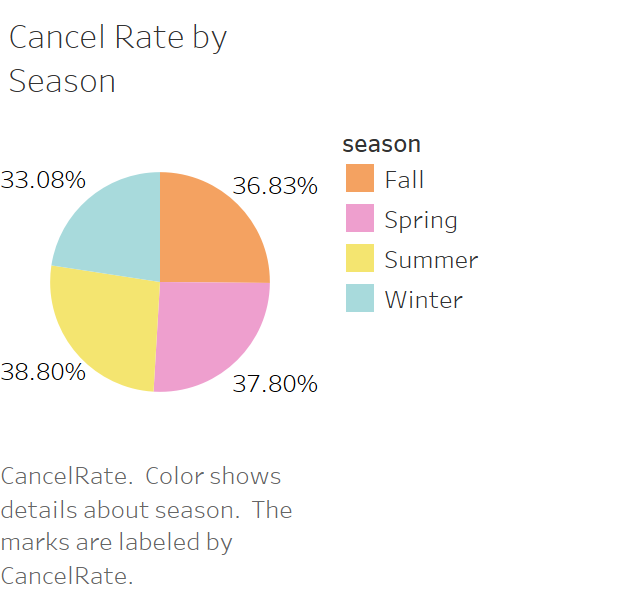 Cancel Rate by
Season
season
Fall
Spring
Summer
Winter
33.08%
36.83%
38.80%
37.80%
CancelRate.  Color shows
details about season.  The
marks are labeled by
CancelRate.